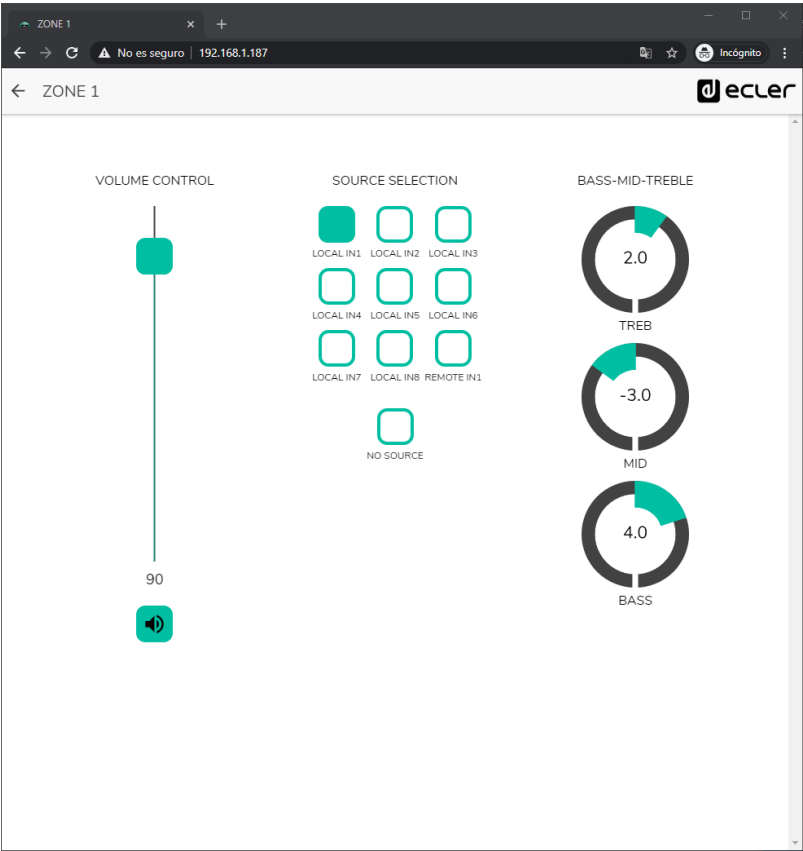 ZONE 1
No es seguro | 192.168.1.187
Incógnito
ZONE 1
ecler
VOLUME CONTROL
90
SOURCE SELECTION
LOCAL IN1 LOCAL IN2 LOCAL IN3
LOCAL IN4 LOCAL IN5 LOCAL IN6
LOCAL IN7 LOCAL IN8 REMOTE IN1
NO SOURCE
BASS-MID-TREBLE
2.0
TREB
-3.0
MID
4.0
BASS